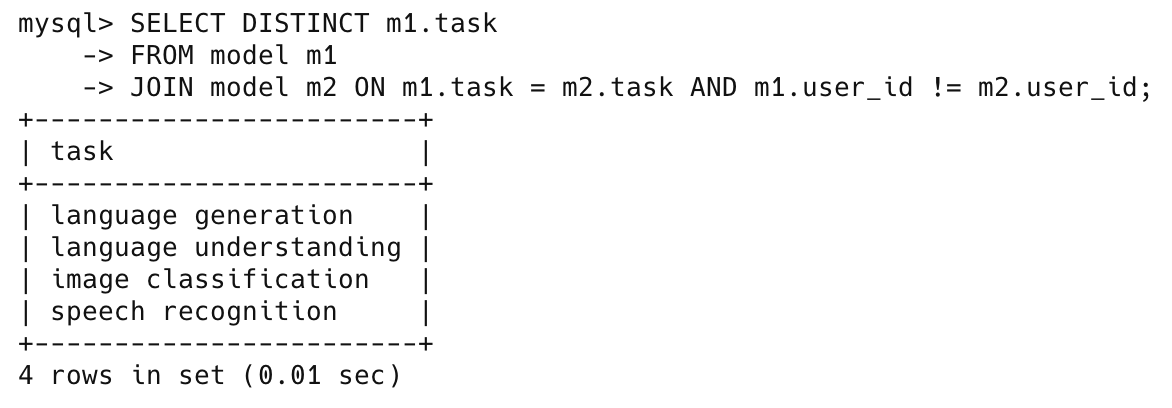 mysql> SELECT DISTINCT m1.task
    -> FROM model m1
    -> JOIN model m2 ON m1.task = m2.task AND m1.user_id != m2.user_id;
+------------------------+
| task                   |
+------------------------+
| language generation    |
| language understanding |
| image classification   |
| speech recognition     |
+------------------------+
4 rows in set (0.01 sec)